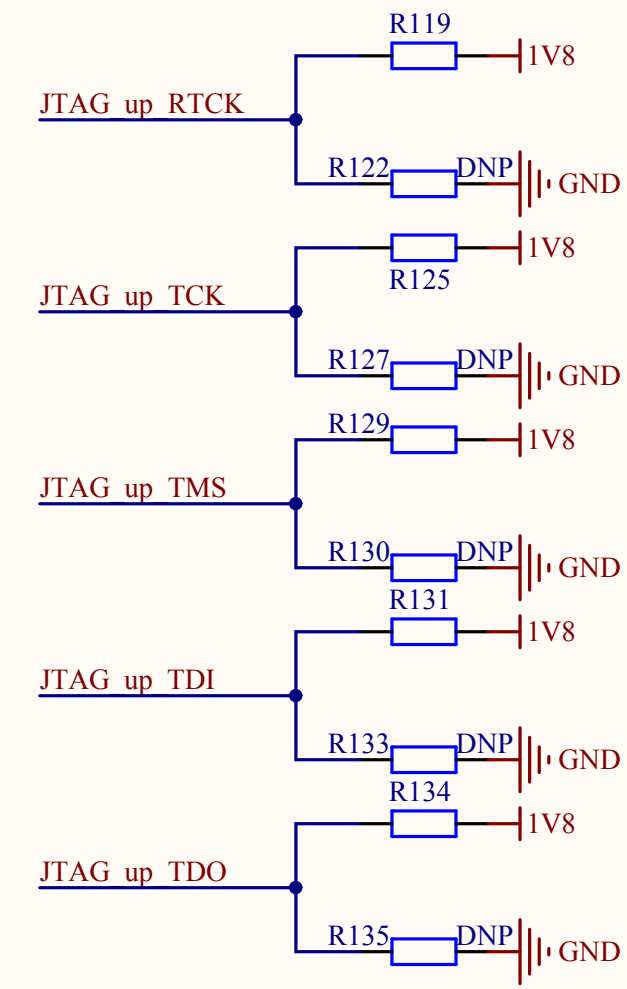 R119
1V8
JTAG_up_RTCK
R122 DNP
GND
1V8
R125
JTAG_up_TCK
R127 DNP
GND
R129
1V8
JTAG_up_TMS
R130 DNP
GND
R131
1V8
JTAG_up_TDI
R133 DNP
GND
R134
1V8
JTAG_up_TDO
R135 DNP
GND